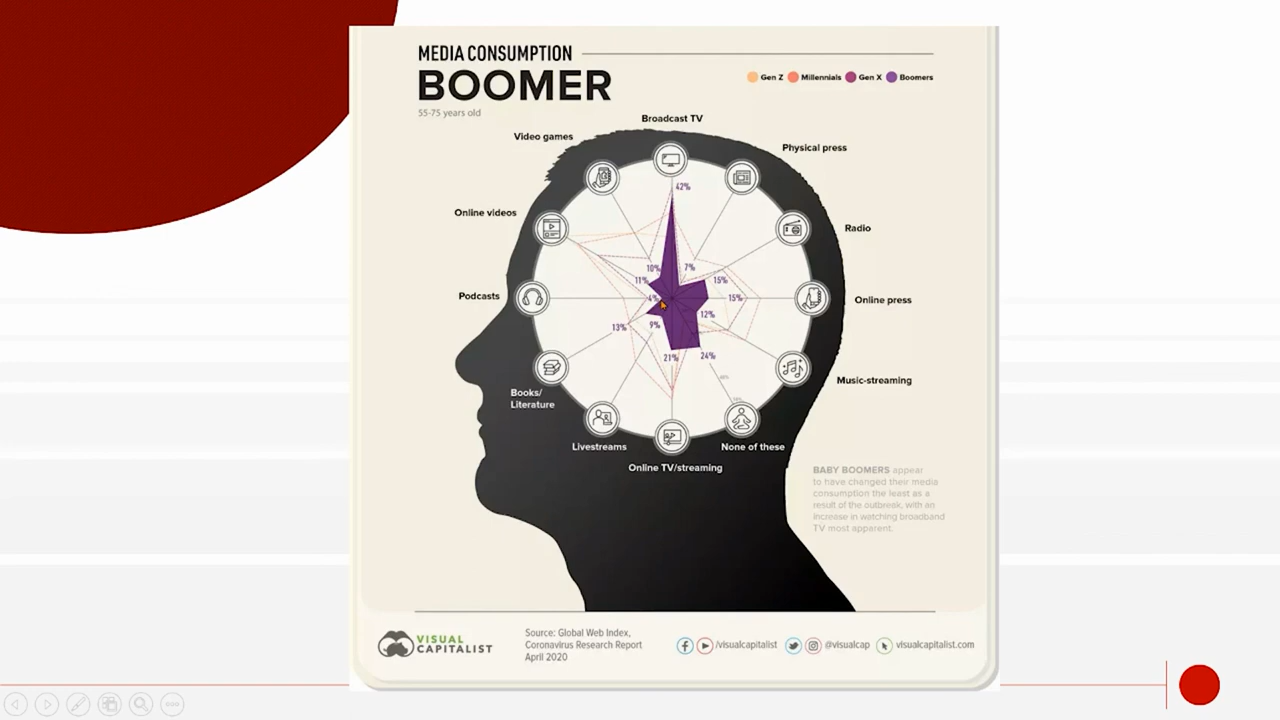 MEDIA CONSUMPTION
BOOMER
55-75 years old
Gen Z Millennials Gen X Boomers
Broadcast TV
Video games
Physical press
Online videos
Radio
Podcasts
Online press
Books/
Literature
Music-streaming
Livestreams
None of these
Online TV/streaming
42%
10%
7%
11%
15%
4%
15%
12%
13%
9%
21%
24%
BABY BOOMERS appear
to have changed their media
consumption the least as a
result of the outbreak, with an
increase in watching broadband
TV most apparent.
VISUAL
CAPITALIST
Source: Global Web Index,
Coronavirus Research Report
April 2020
/visualcapitalist
@visualcap
visualcapitalist.com